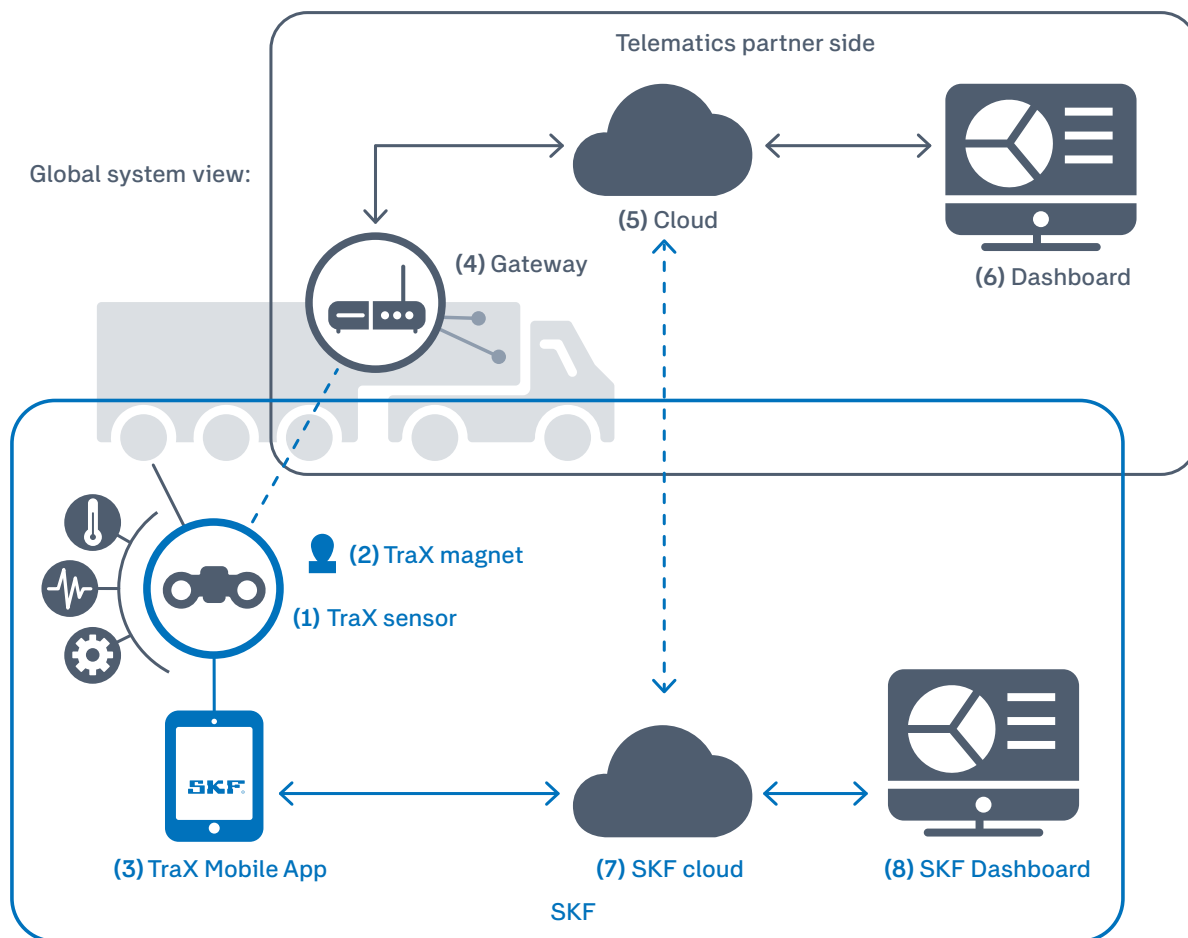 Telematics partner side
Global system view:
(5) Cloud
(4) Gateway
(6) Dashboard
(2) TraX magnet
(1) TraX sensor
SKF®
(3) TraX Mobile App
(7) SKF cloud
(8) SKF Dashboard
SKF